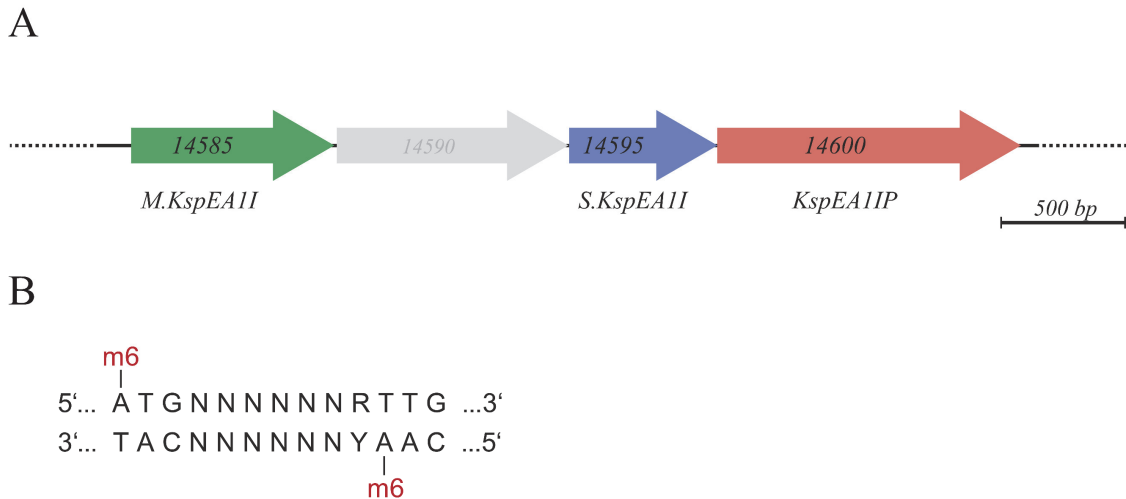 A
14585 14590 14595 14600
M.KspEA1I S.KspEA1I KspEA1IP
500 bp
B
m6
5‘... A T G N N N N N N R T T G ...3‘
3‘... T A C N N N N N N Y A A C ...5‘
m6